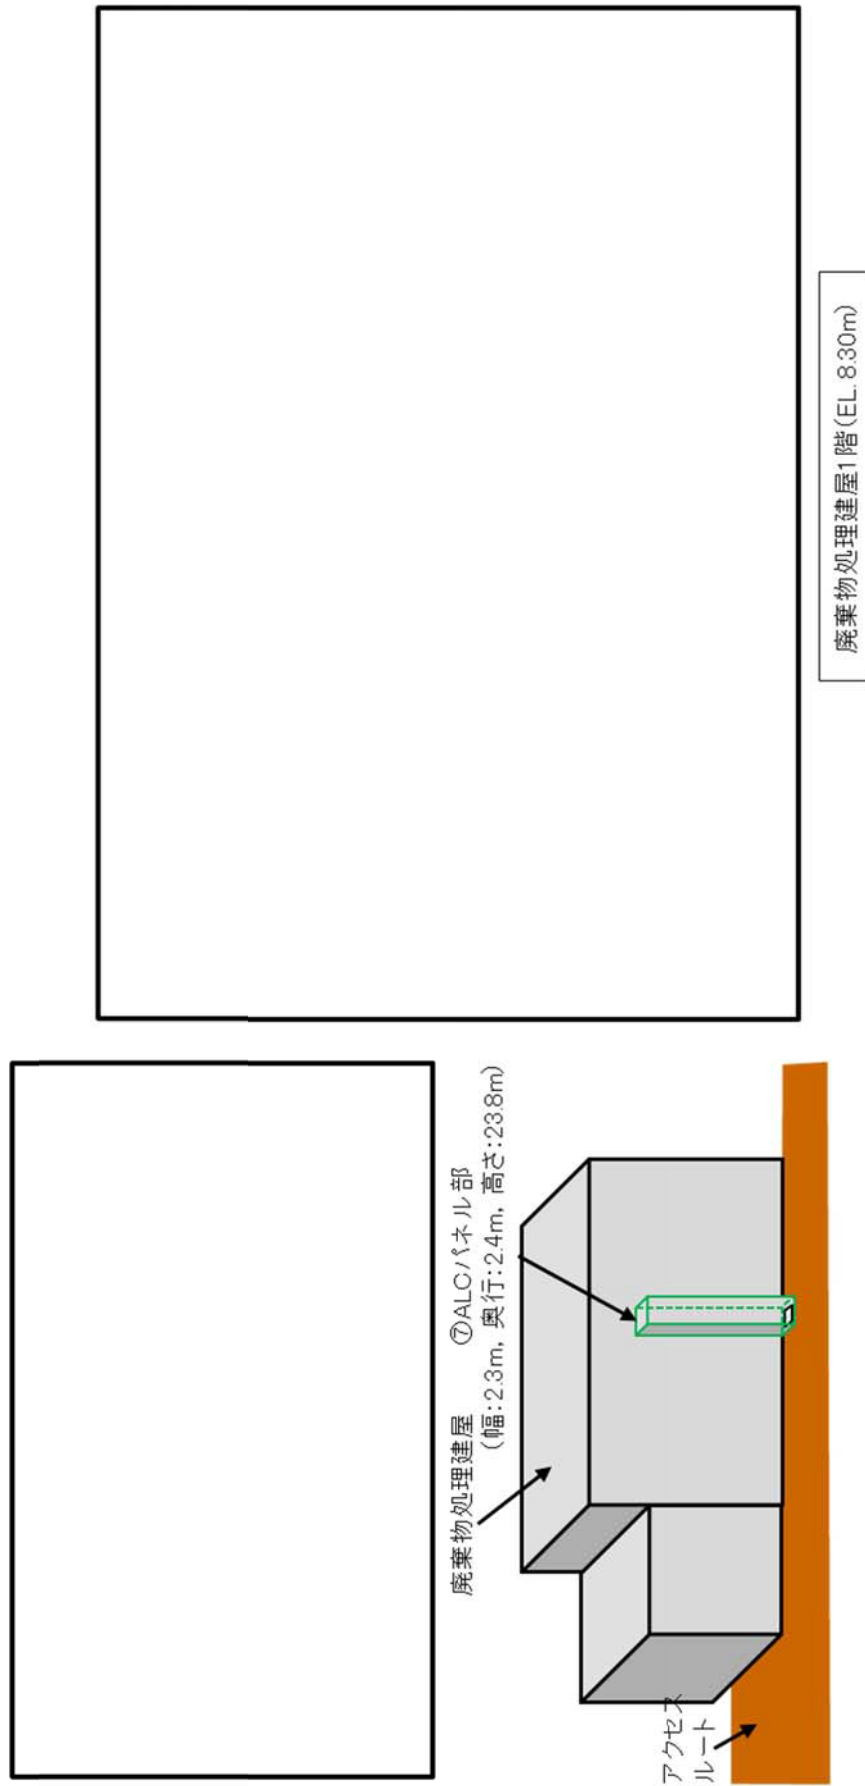 廃棄物処理建屋
⑦ALCパネル部
(幅:2.3m, 奥行:2.4m, 高さ:23.8m)
アクセス
ルート
廃棄物処理建屋1階(EL.8.30m)